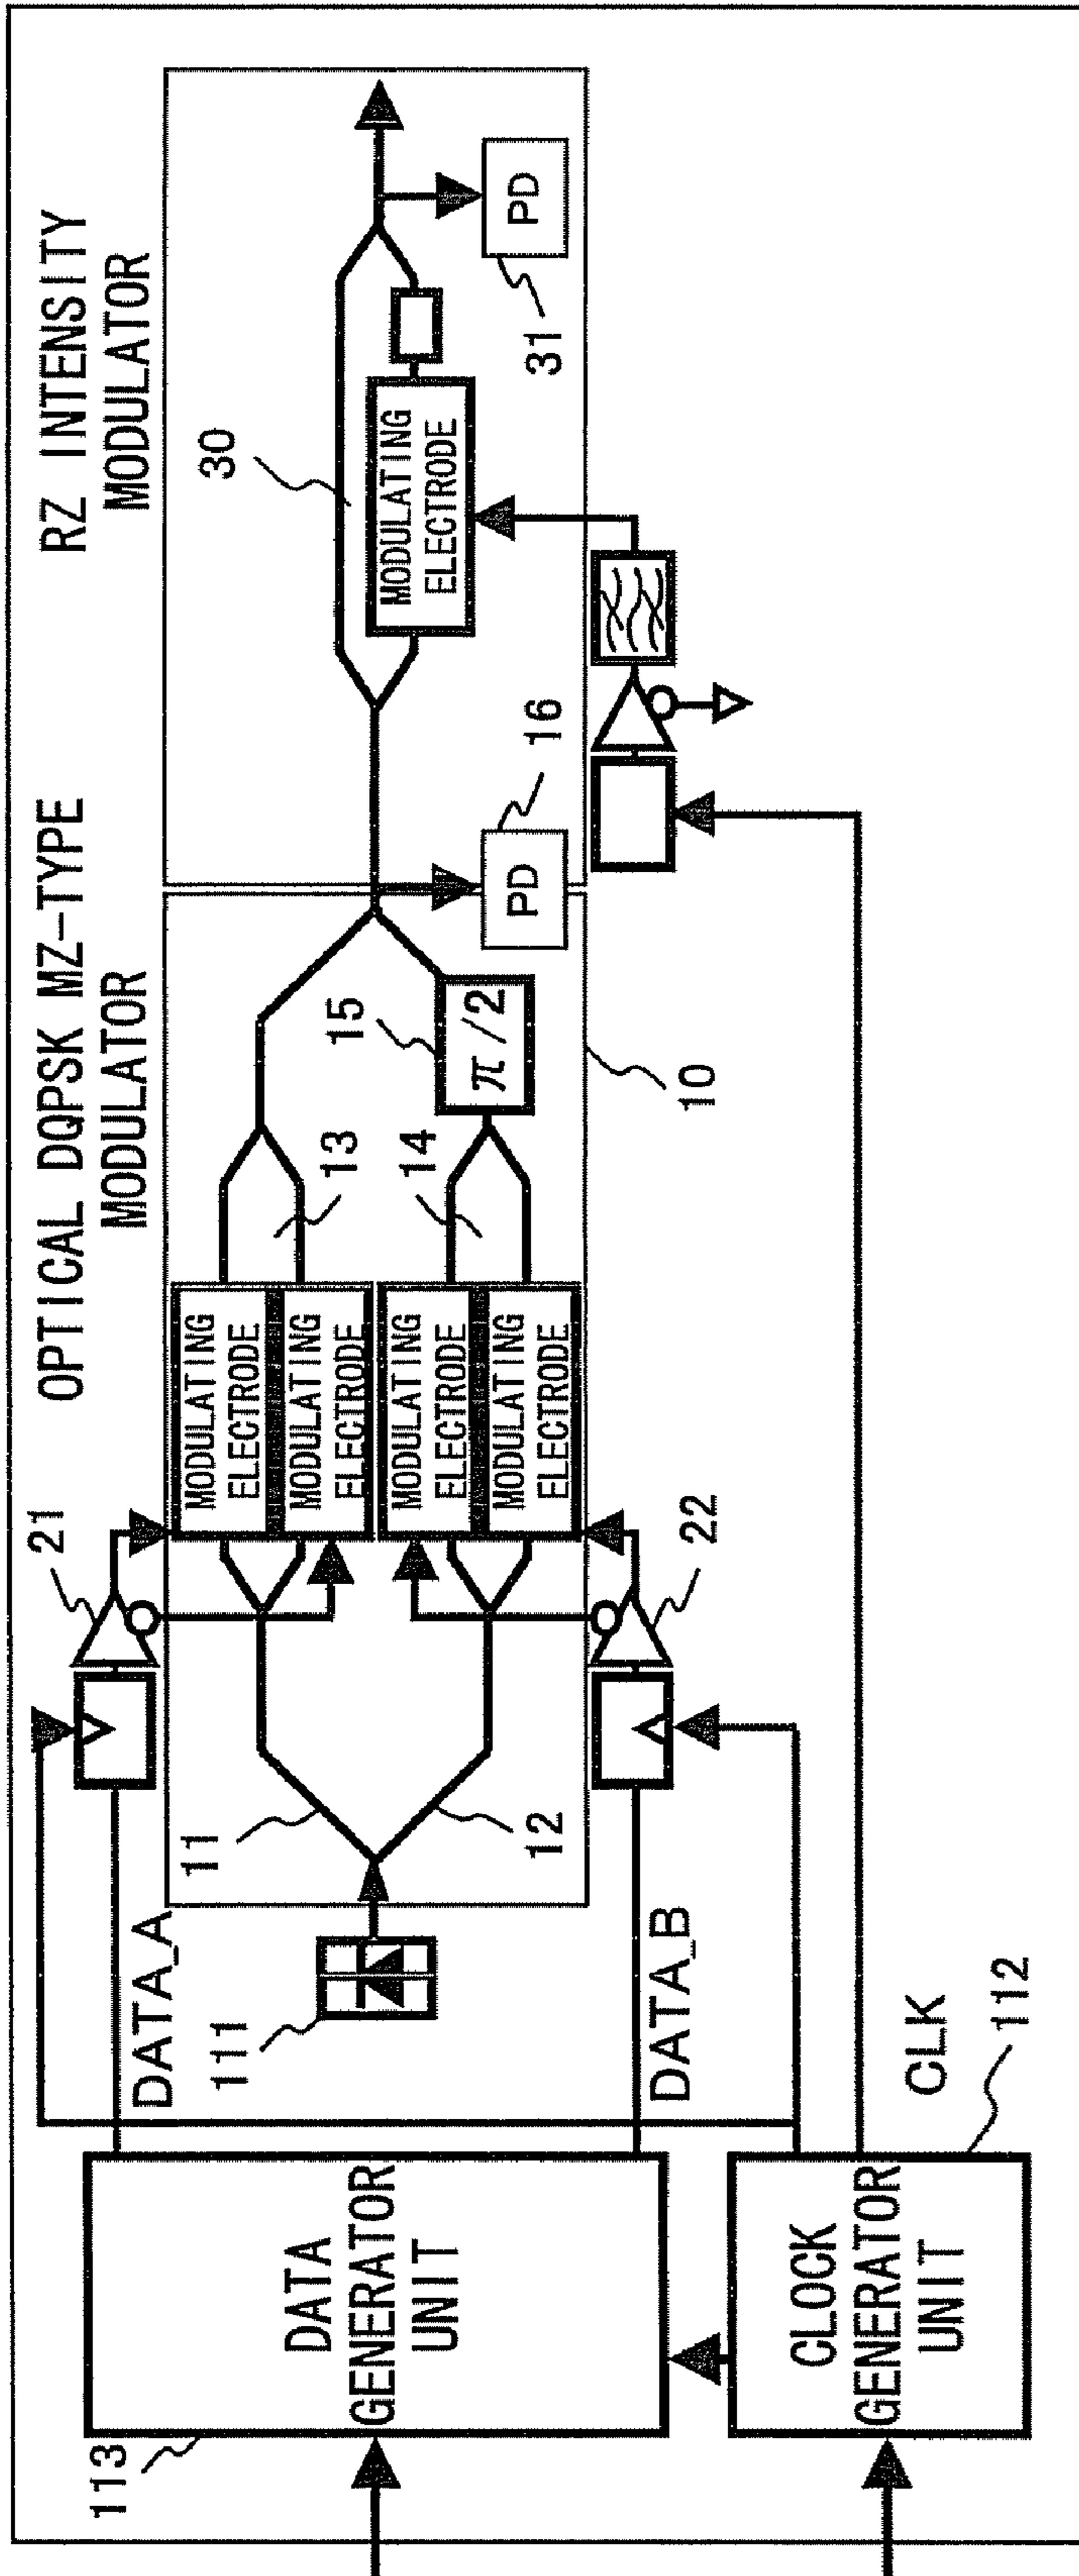 OPTICAL DQPSK MZ-TYPE
MODULATOR
RZ INTENSITY
MODULATOR
113
DATA
GENERATOR
UNIT
CLOCK
GENERATOR
UNIT
112
CLK
DATA_A
DATA_B
111
11
12
21
22
MODULATING
ELECTRODE
MODULATING
ELECTRODE
MODULATING
ELECTRODE
MODULATING
ELECTRODE
13
14
15
π/2
10
PD
16
30
MODULATING
ELECTRODE
PD
31